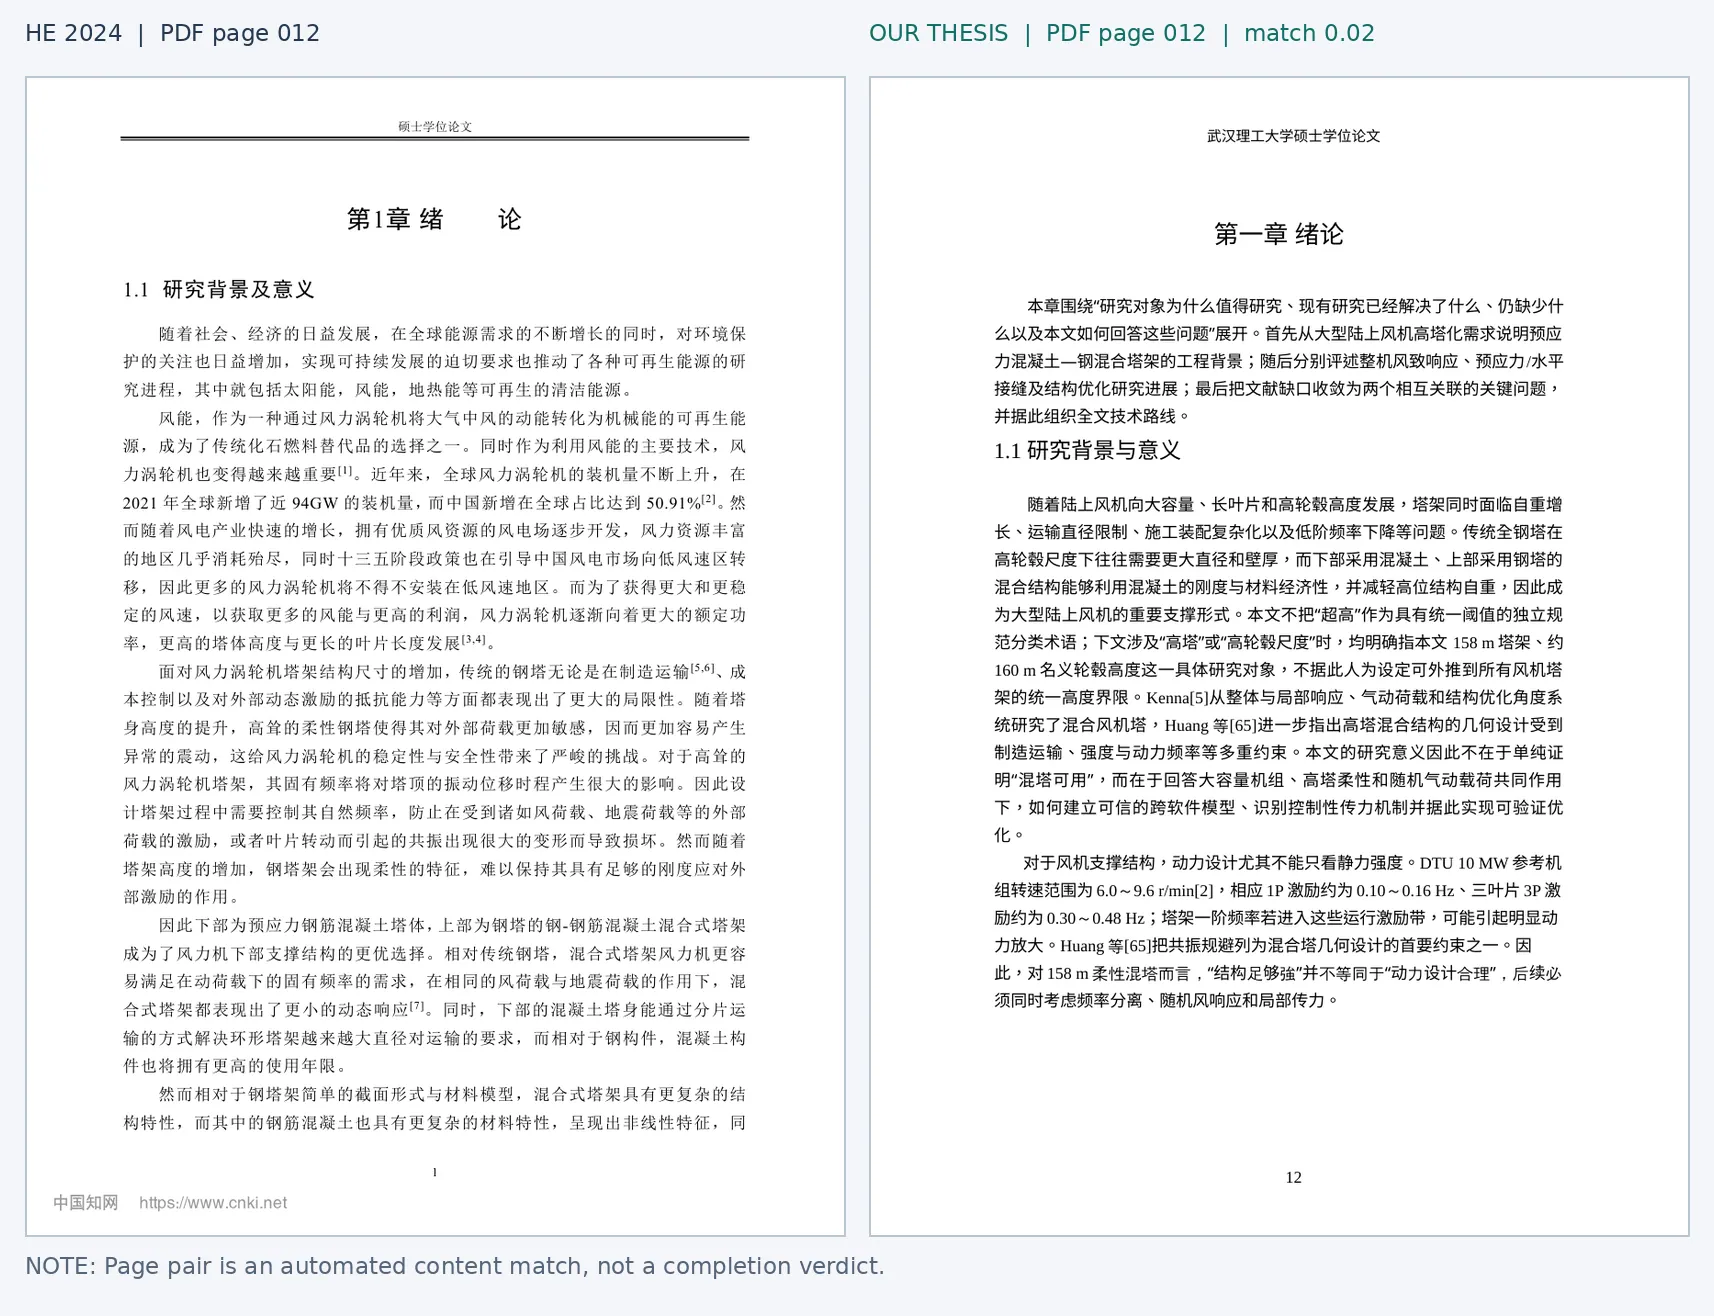 HE 2024 | PDF page 012
硕士学位论文
第1章 绪 论
1.1 研究背景及意义
随着社会、经济的日益发展，在全球能源需求的不断增长的同时，对环境保
护的关注也日益增加，实现可持续发展的迫切要求也推动了各种可再生能源的研
究进程，其中就包括太阳能，风能，地热能等可再生的清洁能源。
风能，作为一种通过风力涡轮机将大气中风的动能转化为机械能的可再生能
源，成为了传统化石燃料替代品的选择之一。同时作为利用风能的主要技术，风
力涡轮机也变得越来越重要[1]。近年来，全球风力涡轮机的装机量不断上升，在
2021 年全球新增了近 94GW 的装机量，而中国新增在全球占比达到 50.91%[2]。然
而随着风电产业快速的增长，拥有优质风资源的风电场逐步开发，风力资源丰富
的地区几乎消耗殆尽，同时十三五阶段政策也在引导中国风电市场向低风速区转
移，因此更多的风力涡轮机将不得不安装在低风速地区。而为了获得更大和更稳
定的风速，以获取更多的风能与更高的利润，风力涡轮机逐渐向着更大的额定功
率，更高的塔体高度与更长的叶片长度发展[3,4]。
面对风力涡轮机塔架结构尺寸的增加，传统的钢塔无论是在制造运输[5,6]、成
本控制以及对外部动态激励的抵抗能力等方面都表现出了更大的局限性。随着塔
身高度的提升，高耸的柔性钢塔使得其对外部荷载更加敏感，因而更加容易产生
异常的震动，这给风力涡轮机的稳定性与安全性带来了严峻的挑战。对于高耸的
风力涡轮机塔架，其固有频率将对塔顶的振动位移时程产生很大的影响。因此设
计塔架过程中需要控制其自然频率，防止在受到诸如风荷载、地震荷载等的外部
荷载的激励，或者叶片转动而引起的共振出现很大的变形而导致损坏。然而随着
塔架高度的增加，钢塔架会出现柔性的特征，难以保持其具有足够的刚度应对外
部激励的作用。
因此下部为预应力钢筋混凝土塔体，上部为钢塔的钢-钢筋混凝土混合式塔架
成为了风力机下部支撑结构的更优选择。相对传统钢塔，混合式塔架风力机更容
易满足在动荷载下的固有频率的需求，在相同的风荷载与地震荷载的作用下，混
合式塔架都表现出了更小的动态响应[7]。同时，下部的混凝土塔身能通过分片运
输的方式解决环形塔架越来越大直径对运输的要求，而相对于钢构件，混凝土构
件也将拥有更高的使用年限。
然而相对于钢塔架简单的截面形式与材料模型，混合式塔架具有更复杂的结
构特性，而其中的钢筋混凝土也具有更复杂的材料特性，呈现出非线性特征，同
1
中国知网 https://www.cnki.net
OUR THESIS | PDF page 012 | match 0.02
武汉理工大学硕士学位论文
第一章 绪论
本章围绕“研究对象为什么值得研究、现有研究已经解决了什么、仍缺少什
么以及本文如何回答这些问题”展开。首先从大型陆上风机高塔化需求说明预应
力混凝土—钢混合塔架的工程背景；随后分别评述整机风致响应、预应力/水平
接缝及结构优化研究进展；最后把文献缺口收敛为两个相互关联的关键问题，
并据此组织全文技术路线。
1.1 研究背景与意义
随着陆上风机向大容量、长叶片和高轮毂高度发展，塔架同时面临自重增
长、运输直径限制、施工装配复杂化以及低阶频率下降等问题。传统全钢塔在
高轮毂尺度下往往需要更大直径和壁厚，而下部采用混凝土、上部采用钢塔的
混合结构能够利用混凝土的刚度与材料经济性，并减轻高位结构自重，因此成
为大型陆上风机的重要支撑形式。本文不把“超高”作为具有统一阈值的独立规
范分类术语；下文涉及“高塔”或“高轮毂尺度”时，均明确指本文 158 m 塔架、约
160 m 名义轮毂高度这一具体研究对象，不据此人为设定可外推到所有风机塔
架的统一高度界限。Kenna[5]从整体与局部响应、气动荷载和结构优化角度系
统研究了混合风机塔，Huang 等[65]进一步指出高塔混合结构的几何设计受到
制造运输、强度与动力频率等多重约束。本文的研究意义因此不在于单纯证
明“混塔可用”，而在于回答大容量机组、高塔柔性和随机气动载荷共同作用
下，如何建立可信的跨软件模型、识别控制性传力机制并据此实现可验证优
化。
对于风机支撑结构，动力设计尤其不能只看静力强度。DTU 10 MW 参考机
组转速范围为 6.0～9.6 r/min[2]，相应 1P 激励约为 0.10～0.16 Hz、三叶片 3P 激
励约为 0.30～0.48 Hz；塔架一阶频率若进入这些运行激励带，可能引起明显动
力放大。Huang 等[65]把共振规避列为混合塔几何设计的首要约束之一。因
此，对 158 m 柔性混塔而言，“结构足够強”并不等同于“动力设计合理”，后续必
须同时考虑频率分离、随机风响应和局部传力。
12
NOTE: Page pair is an automated content match, not a completion verdict.